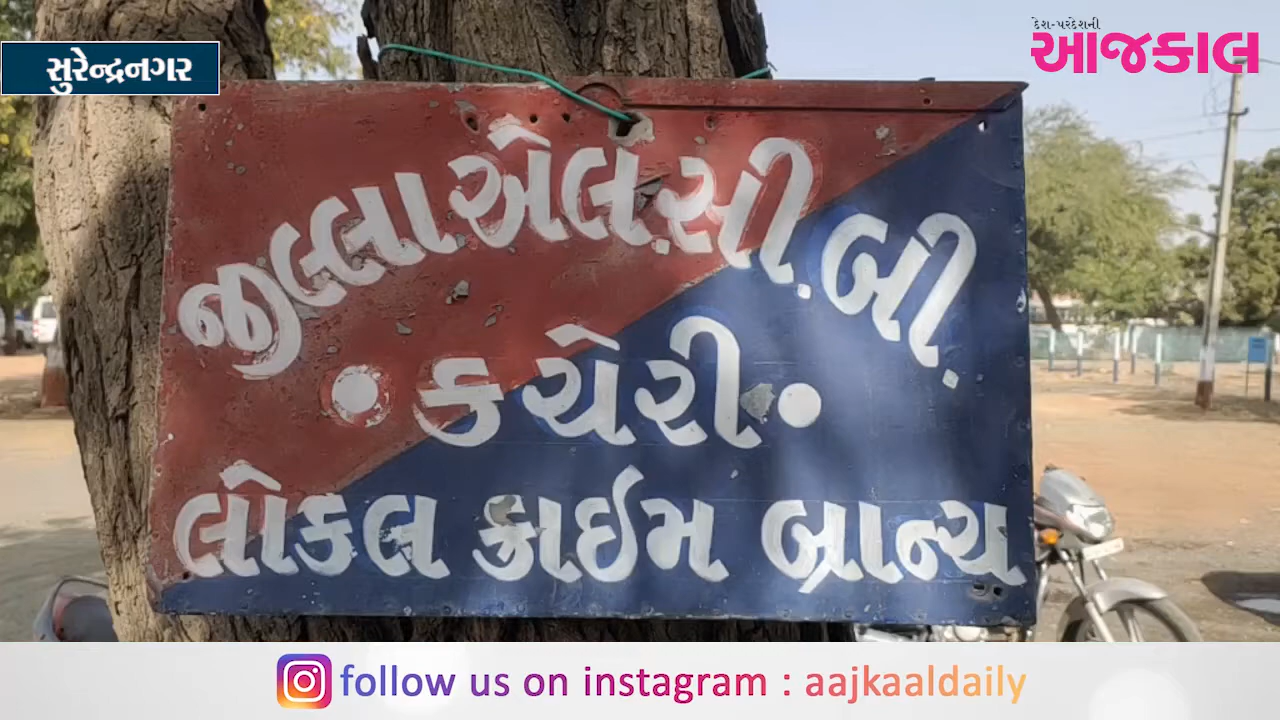 સુરેન્દ્રનગર
દેશ-પરદેશની
આજકાલ
જીલ્લા એલ.સી.બી.
• કચેરી •
લોકલ ક્રાઈમ બ્રાન્ચ
follow us on instagram : aajkaaldaily